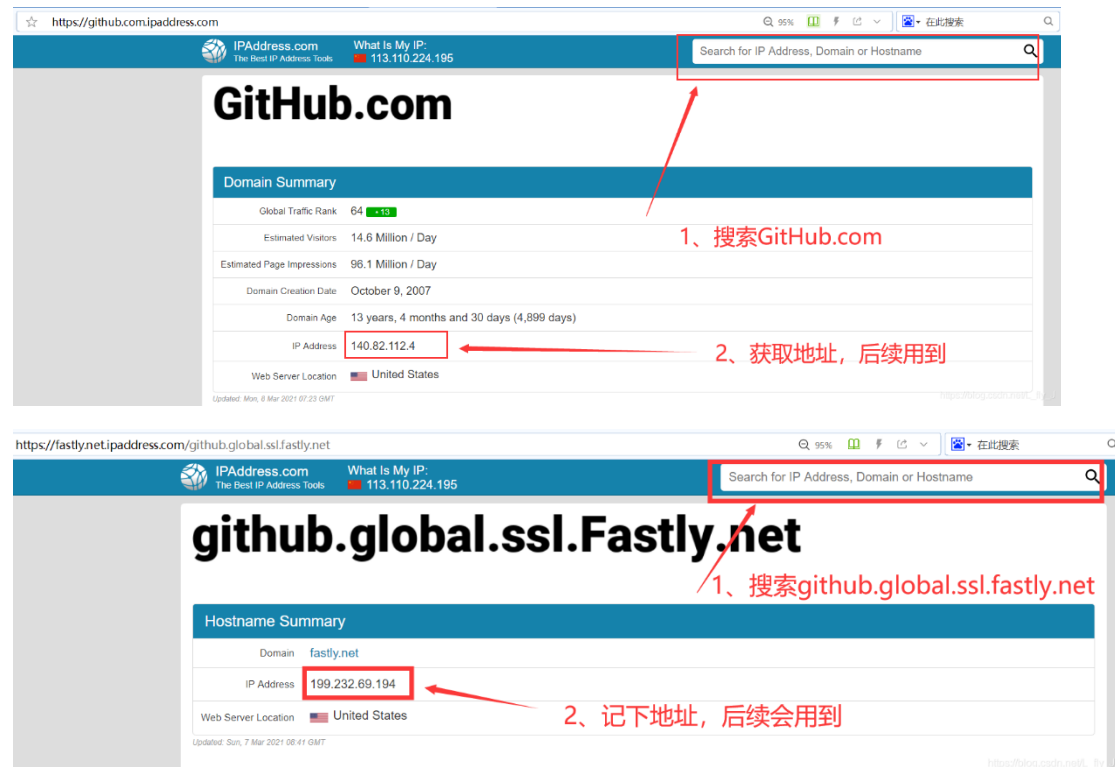 https://github.com.ipaddress.com 95% 在此搜索
IPAddress.com What Is My IP:
The Best IP Address Tools 113.110.224.195
Search for IP Address, Domain or Hostname
GitHub.com
Domain Summary
Global Traffic Rank 64 13
1、搜索GitHub.com
Estimated Visitors 14.6 Million / Day
Estimated Page Impressions 96.1 Million / Day
Domain Creation Date October 9, 2007
Domain Age 13 years, 4 months and 30 days (4,899 days)
IP Address 140.82.112.4
2、获取地址，后续用到
Web Server Location United States
Updated: Mon, 8 Mar 2021 07:23 GMT
https://fastly.net.ipaddress.com/github.global.ssl.fastly.net 95% 在此搜索
IPAddress.com What Is My IP:
The Best IP Address Tools 113.110.224.195
Search for IP Address, Domain or Hostname
github.global.ssl.Fastly.net
1、搜索github.global.ssl.fastly.net
Hostname Summary
Domain fastly.net
IP Address 199.232.69.194
Web Server Location United States
2、记下地址，后续会用到
Updated: Sun, 7 Mar 2021 08:41 GMT